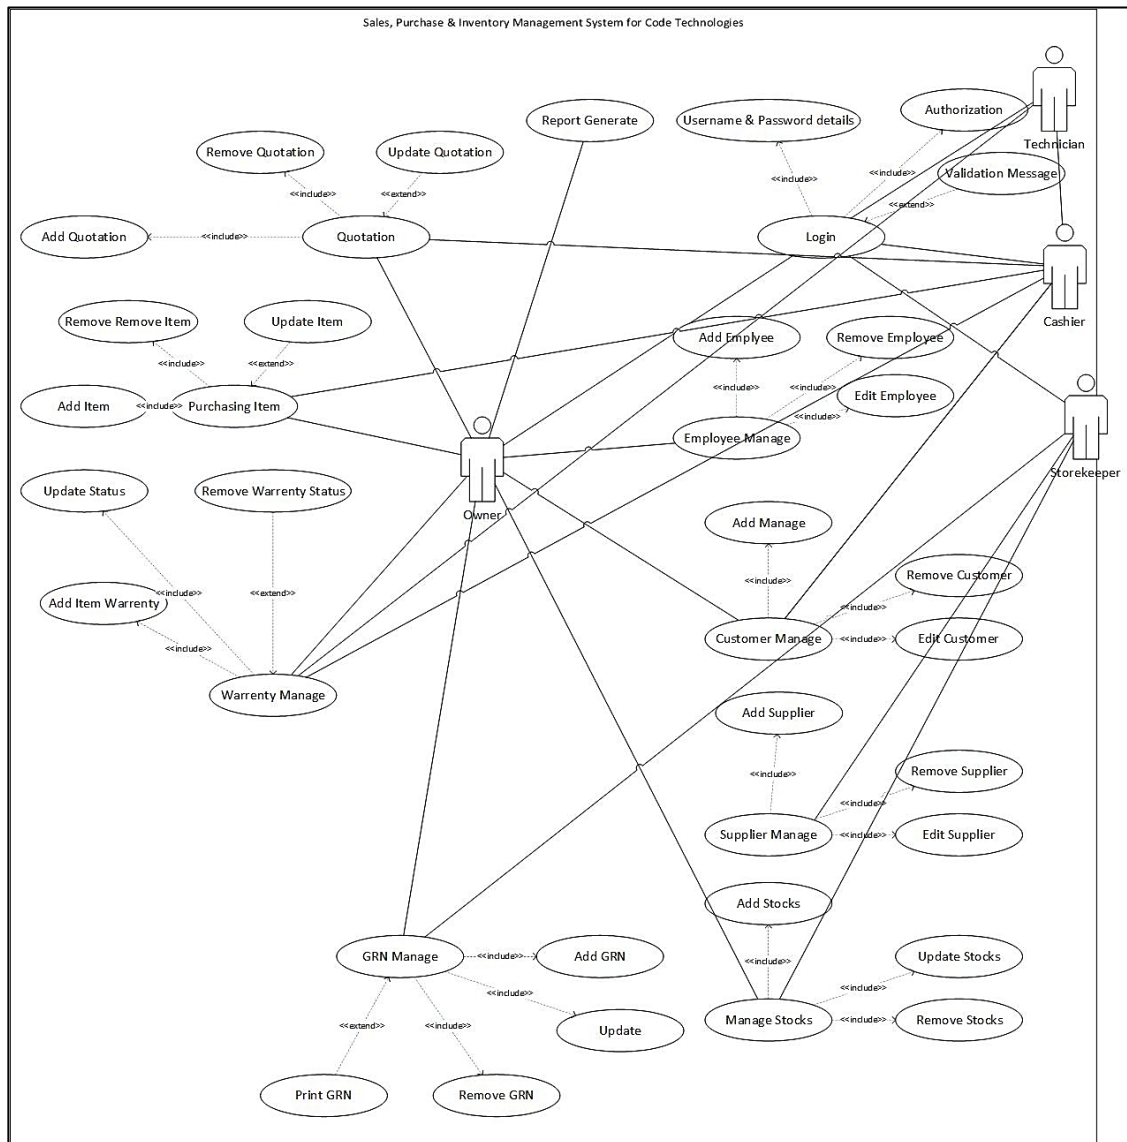 Sales, Purchase & Inventory Management System for Code Technologies
Report Generate
Username & Password details
Authorization
Technician
Remove Quotation
Update Quotation
Validation Message
<<include>>
<<extend>>
<<include>>
<<include>>
<<extend>>
Add Quotation
<<include>>
Quotation
Login
Cashier
Remove Remove Item
Update Item
Add Emplyee
Remove Employee
<<include>>
<<extend>>
<<include>>
<<include>>
Edit Employee
Add Item
<<include>>
Purchasing Item
<<include>>
Employee Manage
Storekeeper
Update Status
Remove Warrenty Status
Owner
Add Manage
Remove Customer
Add Item Warrenty
<<include>>
<<extend>>
<<include>>
<<include>>
<<include>>
Customer Manage
<<include>>
Edit Customer
Warrenty Manage
Add Supplier
<<include>>
Remove Supplier
<<include>>
Supplier Manage
<<include>>
Edit Supplier
Add Stocks
GRN Manage
<<include>>
Add GRN
<<include>>
Update Stocks
<<include>>
<<include>>
<<extend>>
<<include>>
Update
Manage Stocks
<<include>>
Remove Stocks
Print GRN
Remove GRN